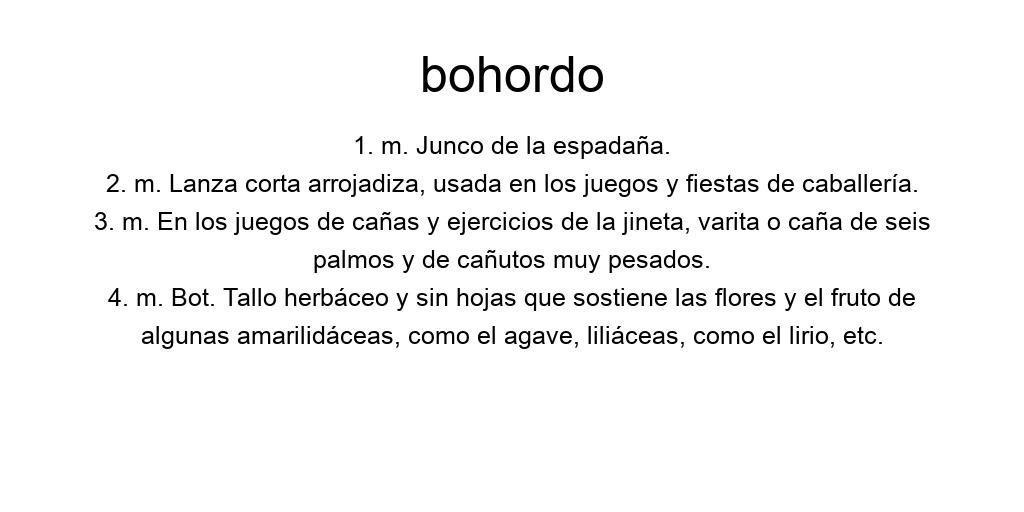 bohordo
1. m. Junco de la espadaña.
2. m. Lanza corta arrojadiza, usada en los juegos y fiestas de caballería.
3. m. En los juegos de cañas y ejercicios de la jineta, varita o caña de seis
palmos y de cañutos muy pesados.
4. m. Bot. Tallo herbáceo y sin hojas que sostiene las flores y el fruto de
algunas amarilidáceas, como el agave, liliáceas, como el lirio, etc.